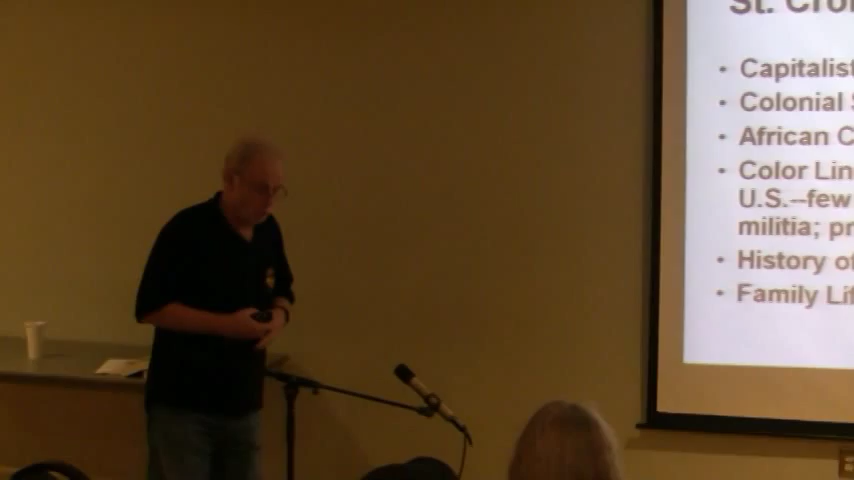 St. Cro
• Capitalist
• Colonial
• African C
• Color Lin
U.S.--few
militia; pr
• History of
• Family Lif